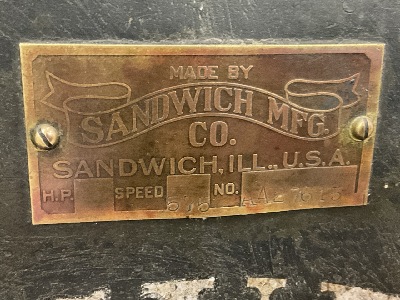 MADE BY
SANDWICH MFG.
CO.
SANDWICH, ILL., U.S.A.
H.P. SPEED NO.